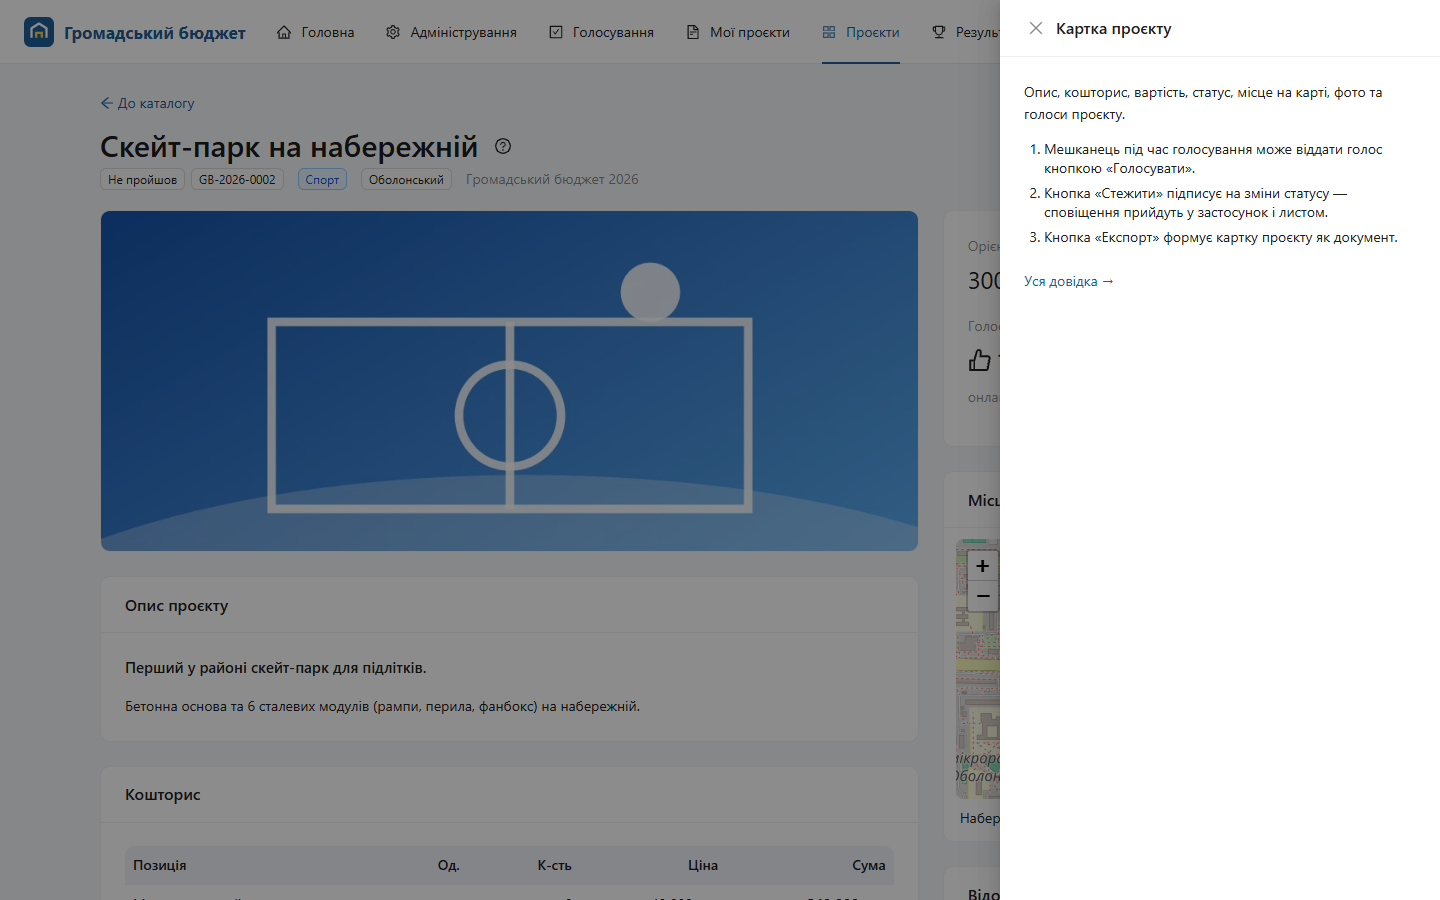 Громадський бюджет
Головна
Адміністрування
Голосування
Мої проєкти
Проєкти
До каталогу
Скейт-парк на набережній
Не пройшов
GB-2026-0002
Спорт
Оболонський
Громадський бюджет 2026
Опис проєкту
Перший у районі скейт-парк для підлітків.
Бетонна основа та 6 сталевих модулів (рампи, перила, фанбокс) на набережній.
Кошторис
Позиція Од. К-сть Ціна Сума
+
−
Картка проєкту
Опис, кошторис, вартість, статус, місце на карті, фото та
голоси проєкту.
1. Мешканець під час голосування може віддати голос
кнопкою «Голосувати».
2. Кнопка «Стежити» підписує на зміни статусу —
сповіщення прийдуть у застосунок і листом.
3. Кнопка «Експорт» формує картку проєкту як документ.
Уся довідка →